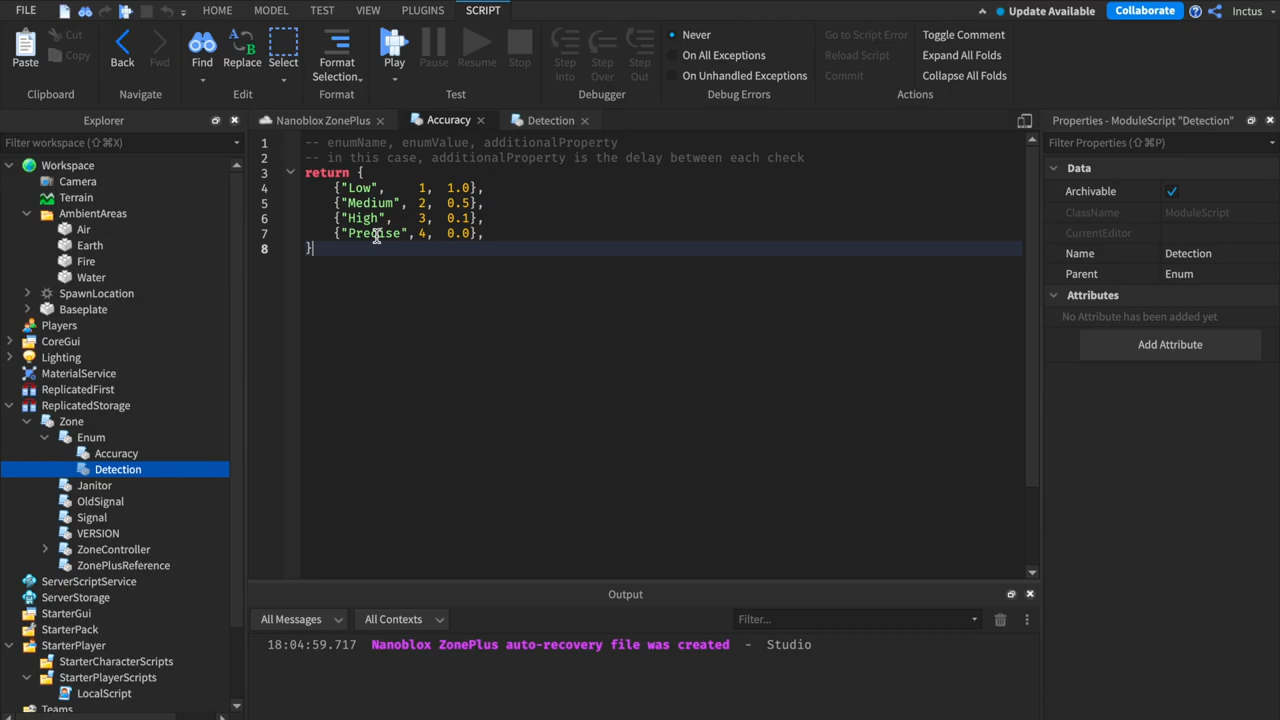 FILE HOME MODEL TEST VIEW PLUGINS SCRIPT Update Available Collaborate Inctus
Paste Cut Copy Back Fwd Find Replace Select Format Selection Play Pause Resume Stop Step Into Step Over Step Out
Never
On All Exceptions
On Unhandled Exceptions
Go to Script Error
Reload Script
Commit
Toggle Comment
Expand All Folds
Collapse All Folds
Clipboard Navigate Edit Format Test Debugger Debug Errors Actions
Explorer
Filter workspace (⇧⌘X)
Workspace
Camera
Terrain
AmbientAreas
Air
Earth
Fire
Water
SpawnLocation
Baseplate
Players
CoreGui
Lighting
MaterialService
ReplicatedFirst
ReplicatedStorage
Zone
Enum
Accuracy
Detection
Janitor
OldSignal
Signal
VERSION
ZoneController
ZonePlusReference
ServerScriptService
ServerStorage
StarterGui
StarterPack
StarterPlayer
StarterCharacterScripts
StarterPlayerScripts
LocalScript
Teams
Nanoblox ZonePlus Accuracy Detection
1 -- enumName, enumValue, additionalProperty
2 -- in this case, additionalProperty is the delay between each check
3 return {
4 {"Low", 1, 1.0},
5 {"Medium", 2, 0.5},
6 {"High", 3, 0.1},
7 {"Precise", 4, 0.0},
8 }
Output
All Messages All Contexts Filter...
18:04:59.717 Nanoblox ZonePlus auto-recovery file was created - Studio
Properties - ModuleScript "Detection"
Filter Properties (⇧⌘P)
Data
Archivable
ClassName ModuleScript
CurrentEditor
Name Detection
Parent Enum
Attributes
No Attribute has been added yet
Add Attribute